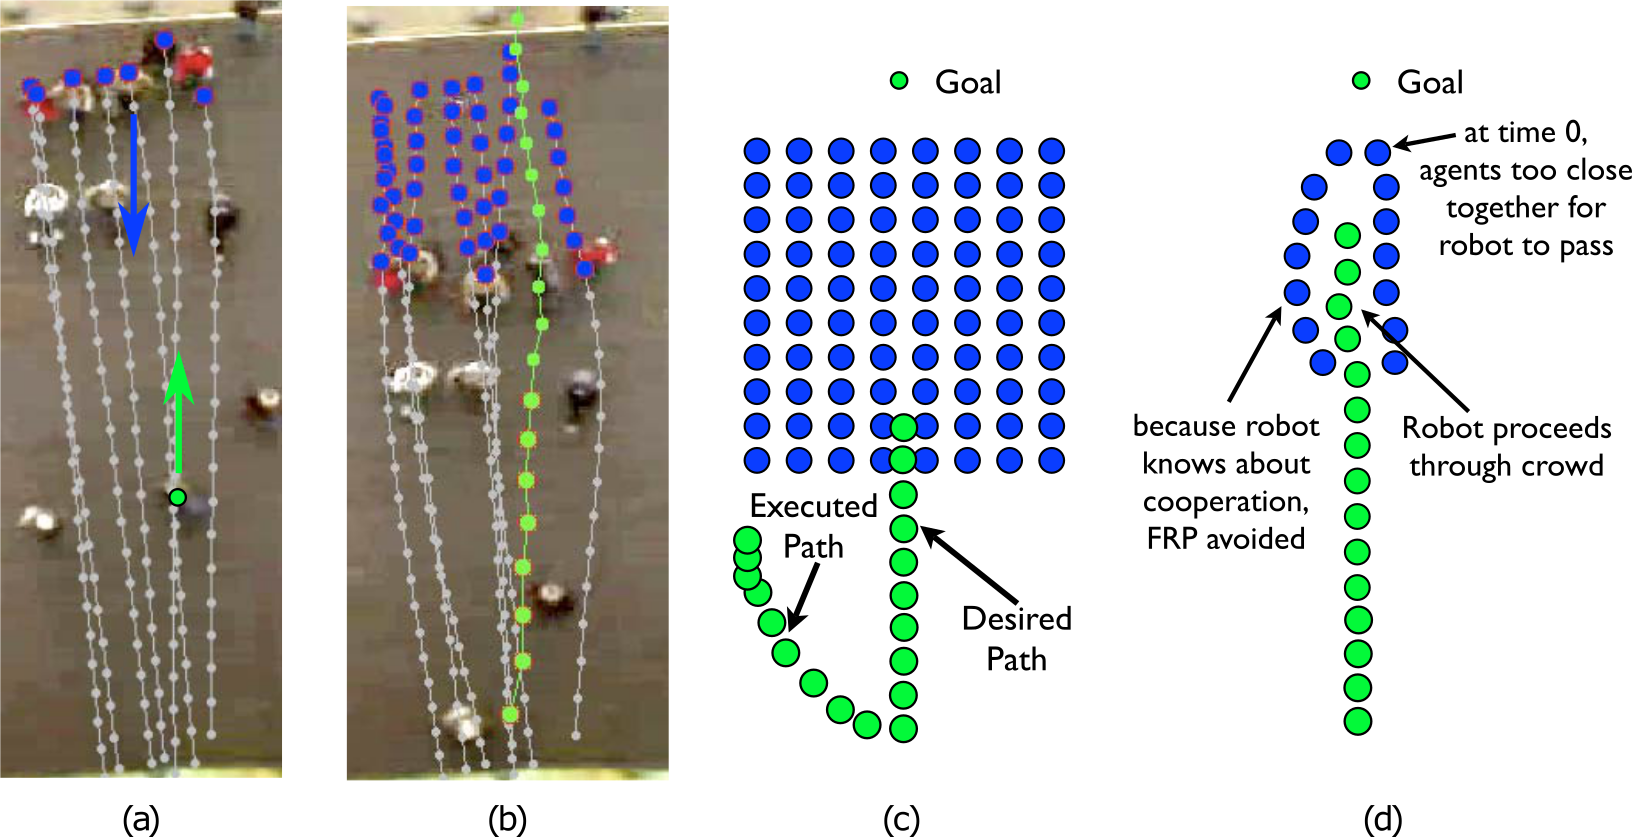 Goal
Executed
Path
Desired
Path
Goal
at time 0,
agents too close
together for
robot to pass
because robot
knows about
cooperation,
FRP avoided
Robot proceeds
through crowd
(a)
(b)
(c)
(d)